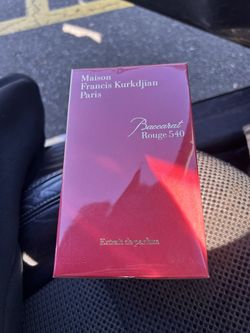 Maison
Francis Kurkdjian
Paris
Baccarat
Rouge 540
Extrait de parfum